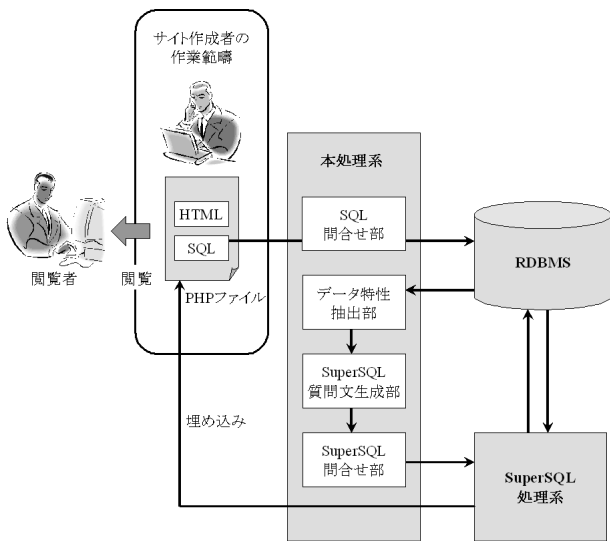 サイト作成者の
作業範疇
本処理系
HTML
SQL
PHPファイル
閲覧者
閲覧
SQL
問合せ部
RDBMS
データ特性
抽出部
SuperSQL
質問文生成部
埋め込み
SuperSQL
問合せ部
SuperSQL
処理系